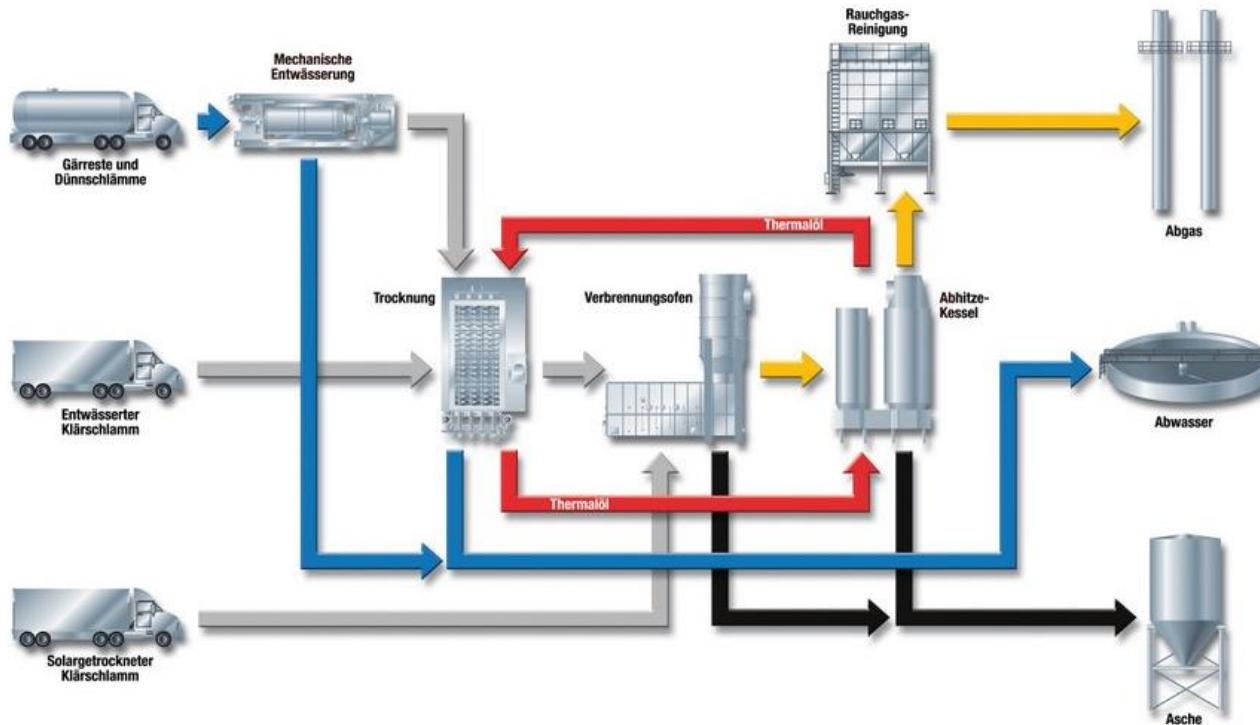 Rauchgas-
Reinigung
Mechanische
Entwässerung
Gärreste und
Dünnschlämme
Abgas
Thermalöl
Trocknung
Verbrennungsofen
Abhitze-
Kessel
Entwässerter
Klärschlamm
Abwasser
Thermalöl
Solargetrockneter
Klärschlamm
Asche